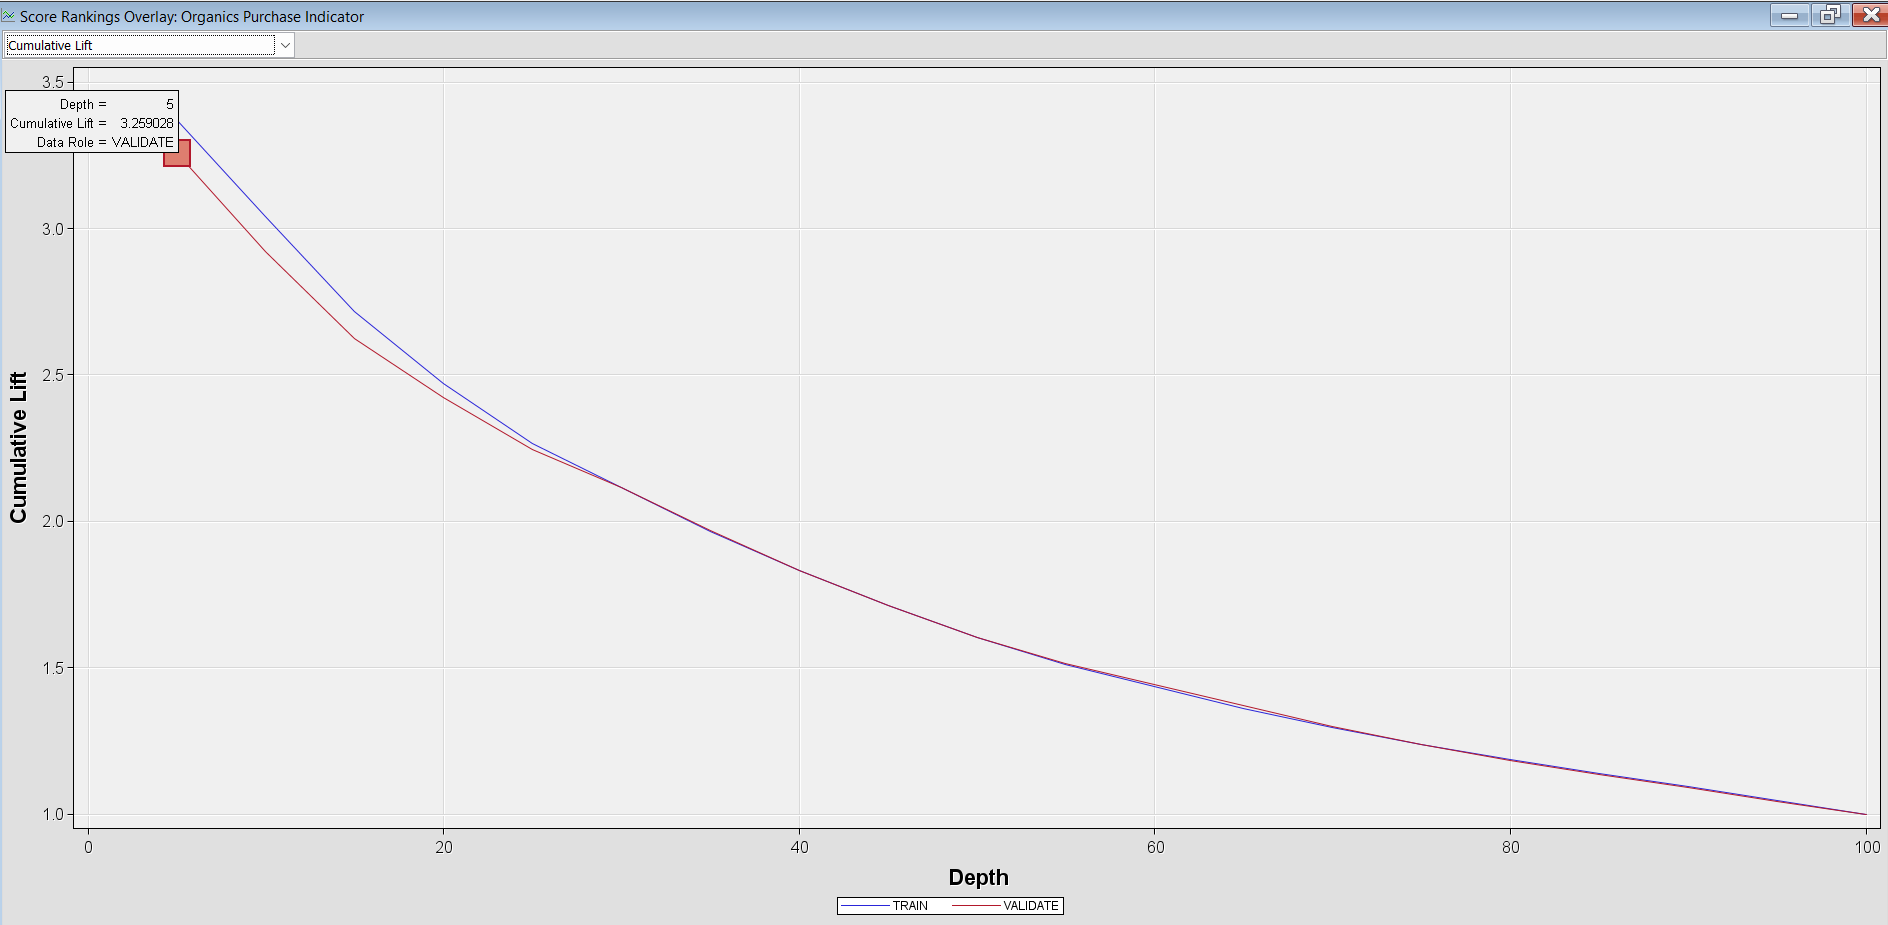 Score Rankings Overlay: Organics Purchase Indicator
Cumulative Lift
3.5
Depth = 5
Cumulative Lift = 3.259028
Data Role = VALIDATE
3.0
2.5
2.0
1.5
1.0
Cumulative Lift
0 20 40 60 80 100
Depth
TRAIN VALIDATE